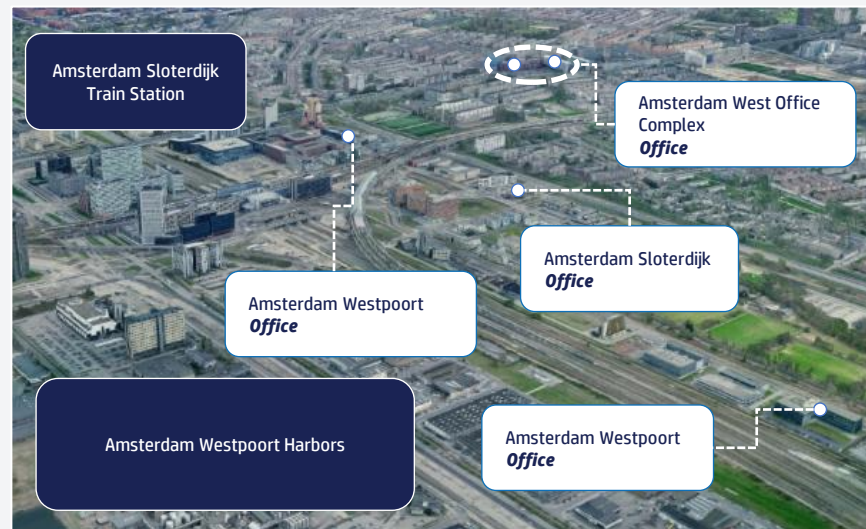 Amsterdam Sloterdijk
Train Station
Amsterdam West Office
Complex
Office
Amsterdam Sloterdijk
Office
Amsterdam Westpoort
Office
Amsterdam Westpoort Harbors
Amsterdam Westpoort
Office